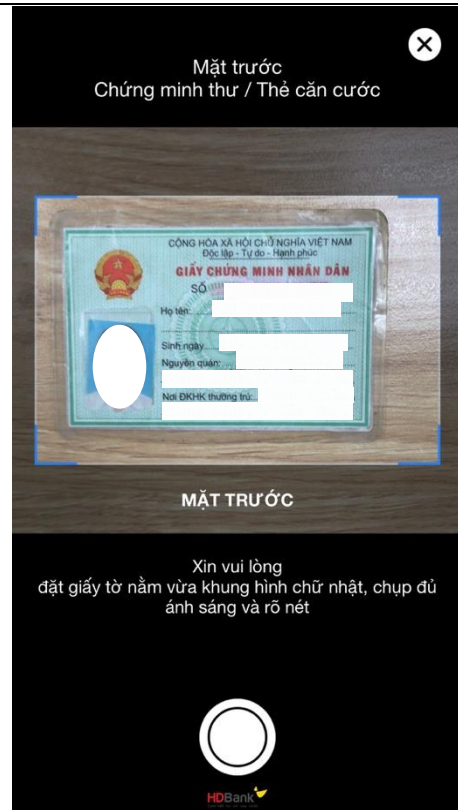 Mặt trước
Chứng minh thư / Thẻ căn cước
CỘNG HÒA XÃ HỘI CHỦ NGHĨA VIỆT NAM
Độc lập - Tự do - Hạnh phúc
GIẤY CHỨNG MINH NHÂN DÂN
SỐ
Họ tên:
Sinh ngày
Nguyên quán:
Nơi ĐKHK thường trú:
MẶT TRƯỚC
Xin vui lòng
đặt giấy tờ nằm vừa khung hình chữ nhật, chụp đủ
ánh sáng và rõ nét
HDBank